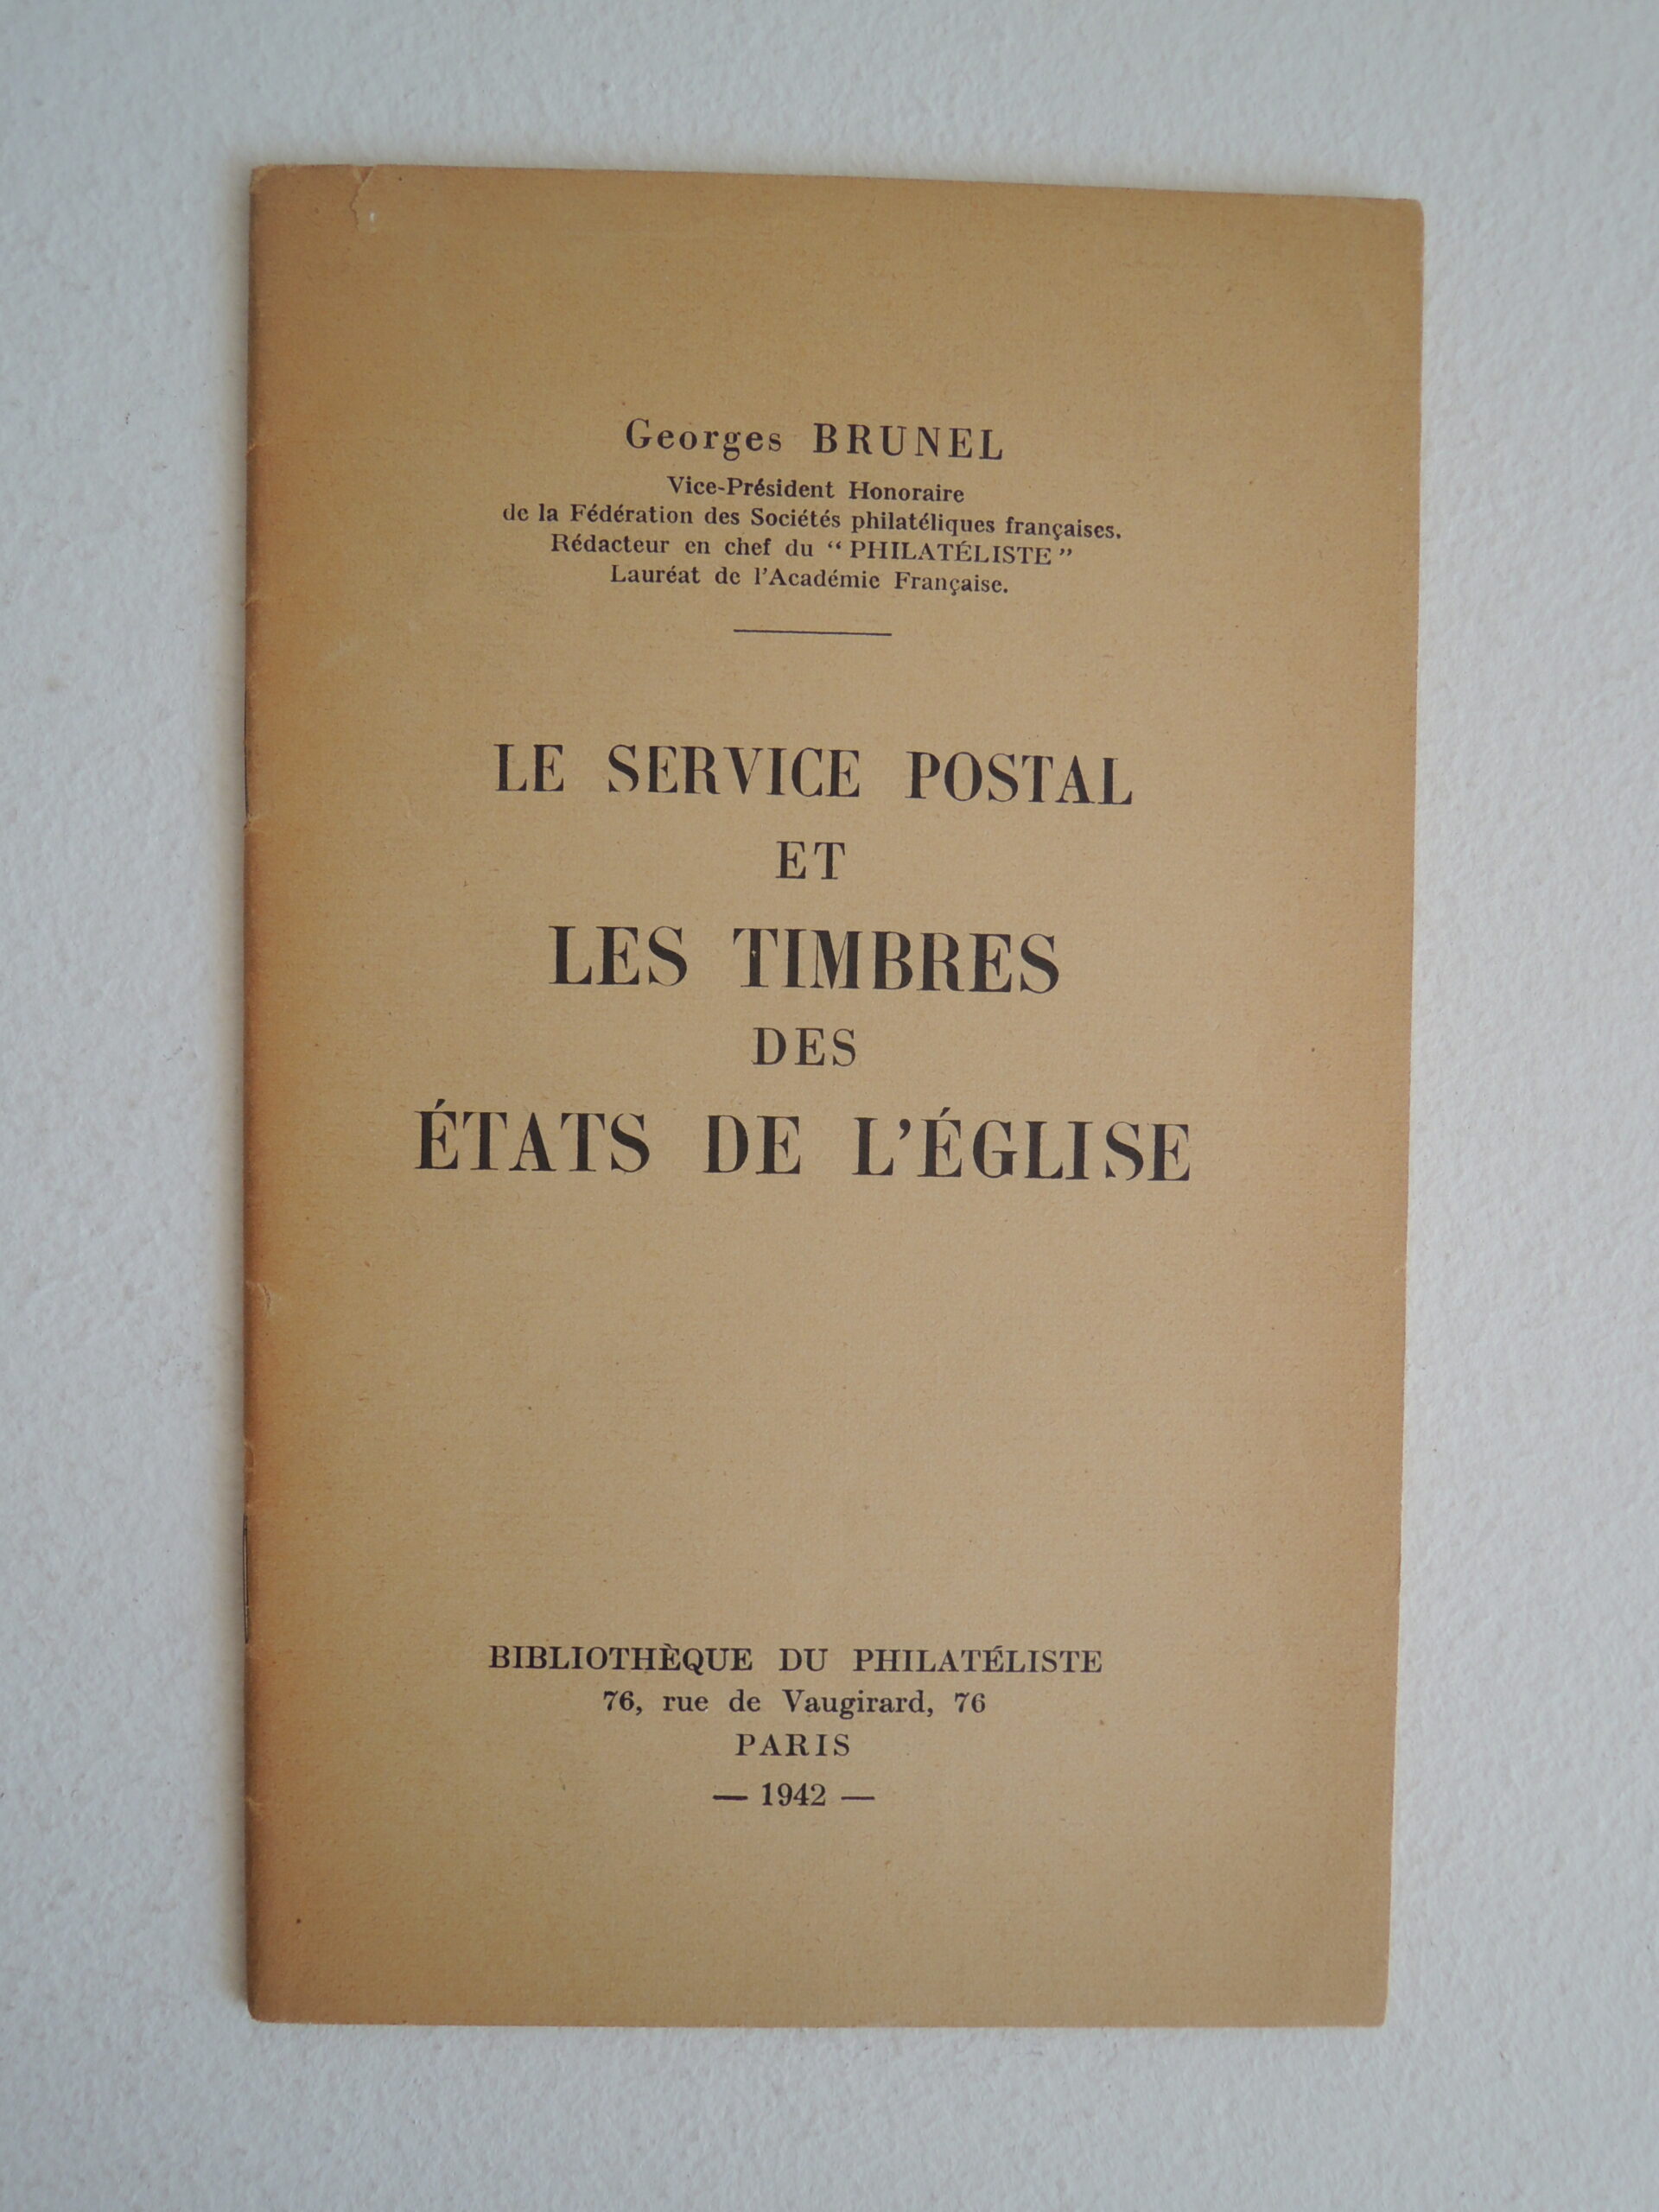 Georges BRUNEL
Vice-Président Honoraire
de la Fédération des Sociétés philatéliques françaises.
Rédacteur en chef du “ PHILATÉLISTE ”
Lauréat de l'Académie Française.
LE SERVICE POSTAL
ET
LES TIMBRES
DES
ÉTATS DE L'ÉGLISE
BIBLIOTHÈQUE DU PHILATÉLISTE
76, rue de Vaugirard, 76
PARIS
— 1942 —